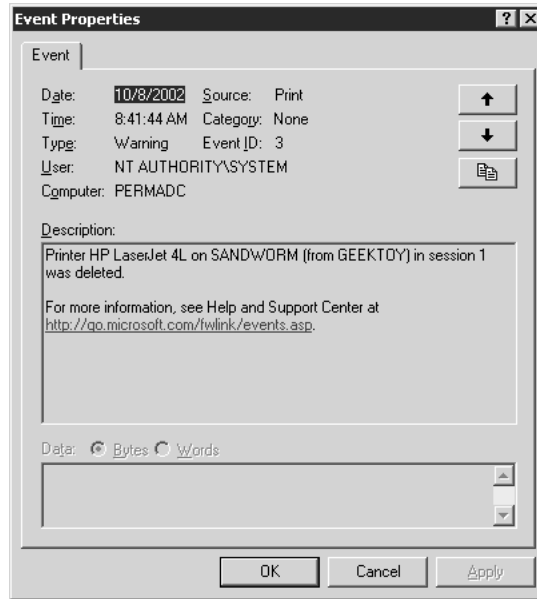 Event Properties
Event
Date: 10/8/2002 Source: Print
Time: 8:41:44 AM Category: None
Type: Warning Event ID: 3
User: NT AUTHORITY\SYSTEM
Computer: PERMADC
Description:
Printer HP LaserJet 4L on SANDWORM (from GEEKTOY) in session 1
was deleted.
For more information, see Help and Support Center at
http://go.microsoft.com/fwlink/events.asp.
Data: Bytes Words
OK Cancel Apply